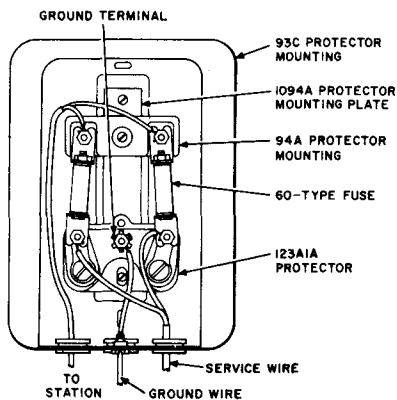 GROUND TERMINAL
93C PROTECTOR
MOUNTING
1094A PROTECTOR
MOUNTING PLATE
94A PROTECTOR
MOUNTING
60-TYPE FUSE
123A1A
PROTECTOR
SERVICE WIRE
TO
STATION
GROUND WIRE